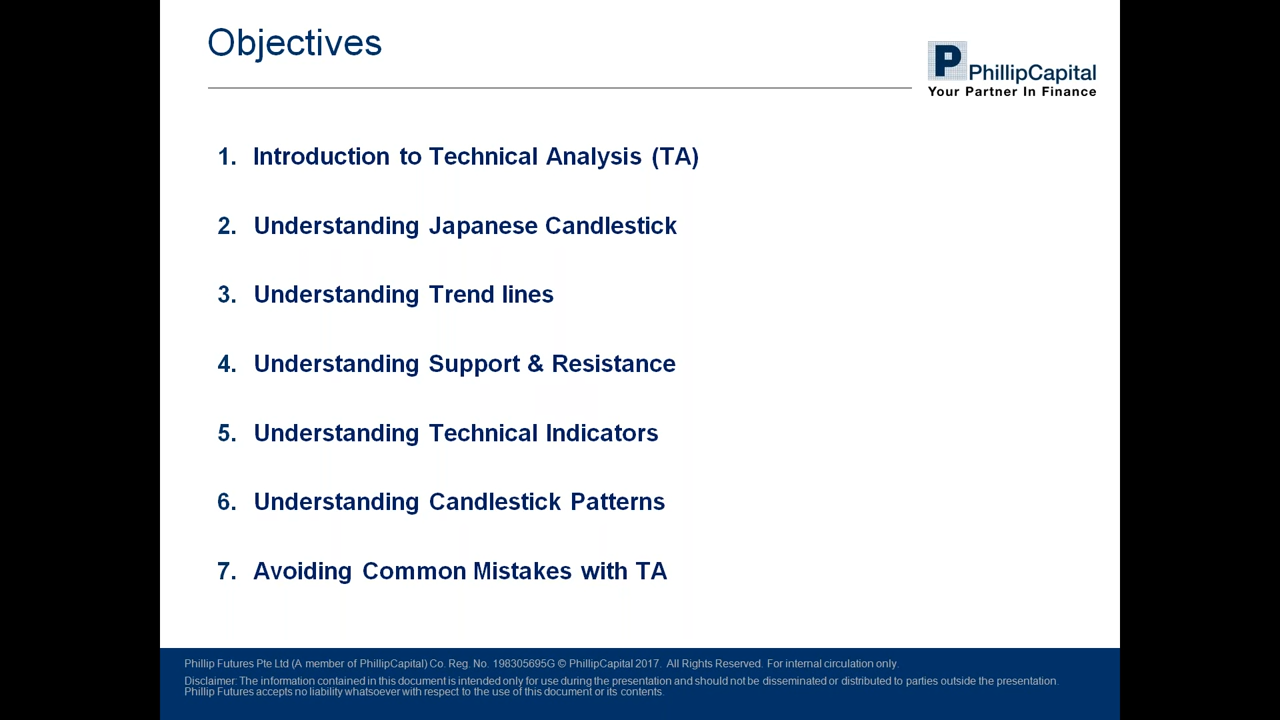 Objectives
P PhillipCapital
Your Partner In Finance
1. Introduction to Technical Analysis (TA)
2. Understanding Japanese Candlestick
3. Understanding Trend lines
4. Understanding Support & Resistance
5. Understanding Technical Indicators
6. Understanding Candlestick Patterns
7. Avoiding Common Mistakes with TA
Phillip Futures Pte Ltd (A member of PhillipCapital) Co. Reg. No. 198305695G © PhillipCapital 2017. All Rights Reserved. For internal circulation only.
Disclaimer: The information contained in this document is intended only for use during the presentation and should not be disseminated or distributed to parties outside the presentation.
Phillip Futures accepts no liability whatsoever with respect to the use of this document or its contents.